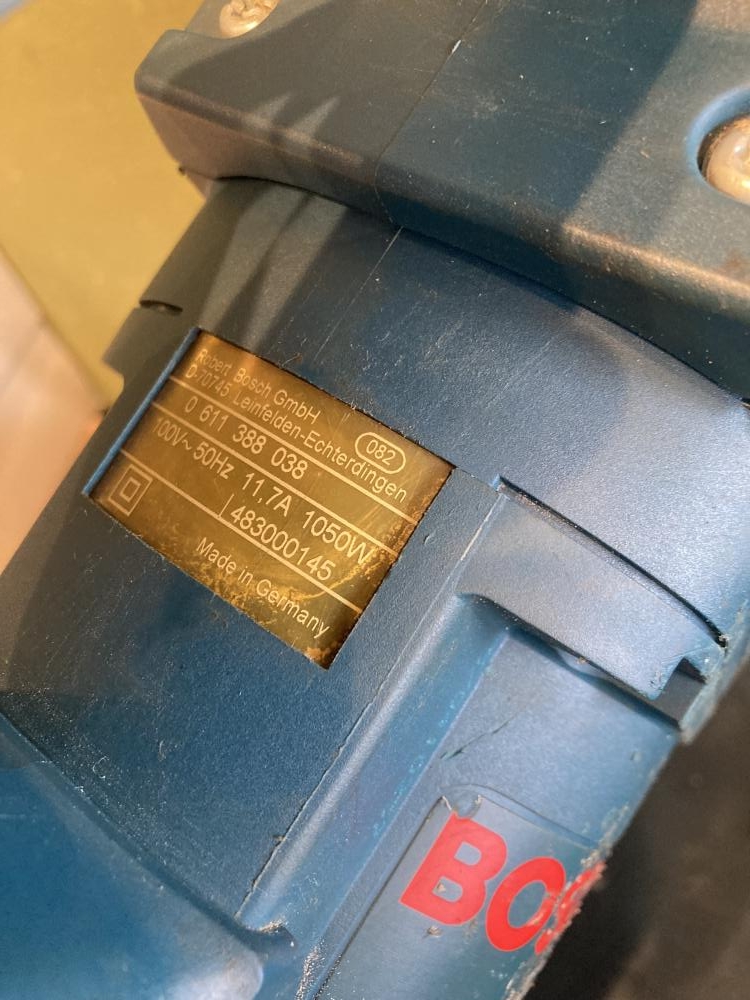 Robert Bosch GmbH
D-70745 Leinfelden-Echterdingen
082
0 611 388 038
100V~ 50Hz 11,7A 1050W
483000145
Made in Germany
BOS